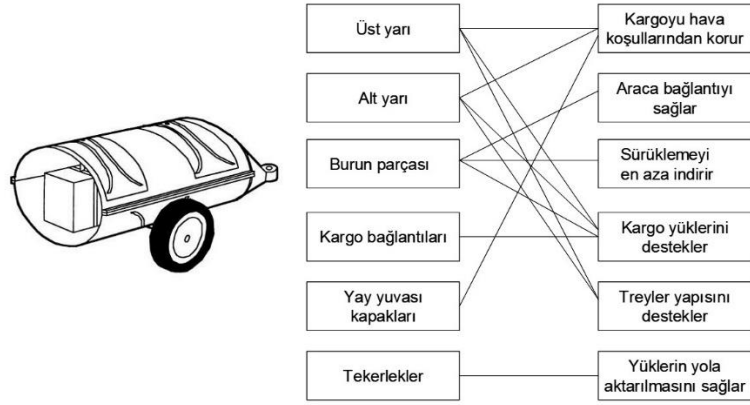 Üst yarı
Kargoyu hava
koşullarından korur
Alt yarı
Araca bağlantıyı
sağlar
Burun parçası
Sürüklemeyi
en aza indirir
Kargo bağlantıları
Kargo yüklerini
destekler
Yay yuvası
kapakları
Treyler yapısını
destekler
Tekerlekler
Yüklerin yola
aktarılmasını sağlar